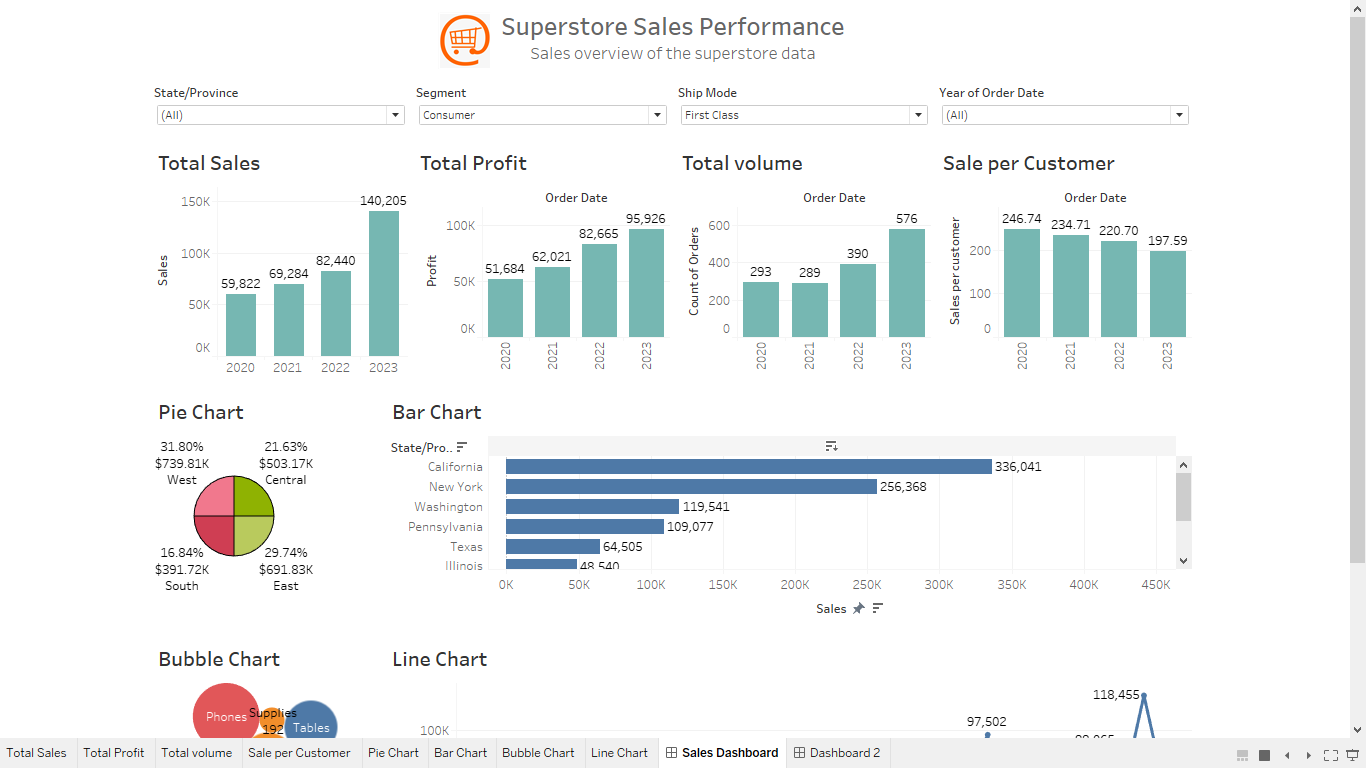 Superstore Sales Performance
Sales overview of the superstore data
State/Province
Segment
Ship Mode
Year of Order Date
(All)
Consumer
First Class
(All)
Total Sales
Total Profit
Total volume
Sale per Customer
Sales
150K
100K
50K
0K
59,822
69,284
82,440
140,205
2020
2021
2022
2023
Order Date
Profit
100K
50K
0K
51,684
62,021
82,665
95,926
2020
2021
2022
2023
Order Date
Count of Orders
600
400
200
0
293
289
390
576
2020
2021
2022
2023
Order Date
Sales per customer
200
100
0
246.74
234.71
220.70
197.59
2020
2021
2022
2023
Pie Chart
31.80%
$739.81K
West
21.63%
$503.17K
Central
16.84%
$391.72K
South
29.74%
$691.83K
East
Bar Chart
State/Pro..
California 336,041
New York 256,368
Washington 119,541
Pennsylvania 109,077
Texas 64,505
Illinois 48,540
0K 50K 100K 150K 200K 250K 300K 350K 400K 450K
Sales
Bubble Chart
Phones
Supplies
192
Tables
Line Chart
118,455
97,502
100K
Total Sales
Total Profit
Total volume
Sale per Customer
Pie Chart
Bar Chart
Bubble Chart
Line Chart
Sales Dashboard
Dashboard 2